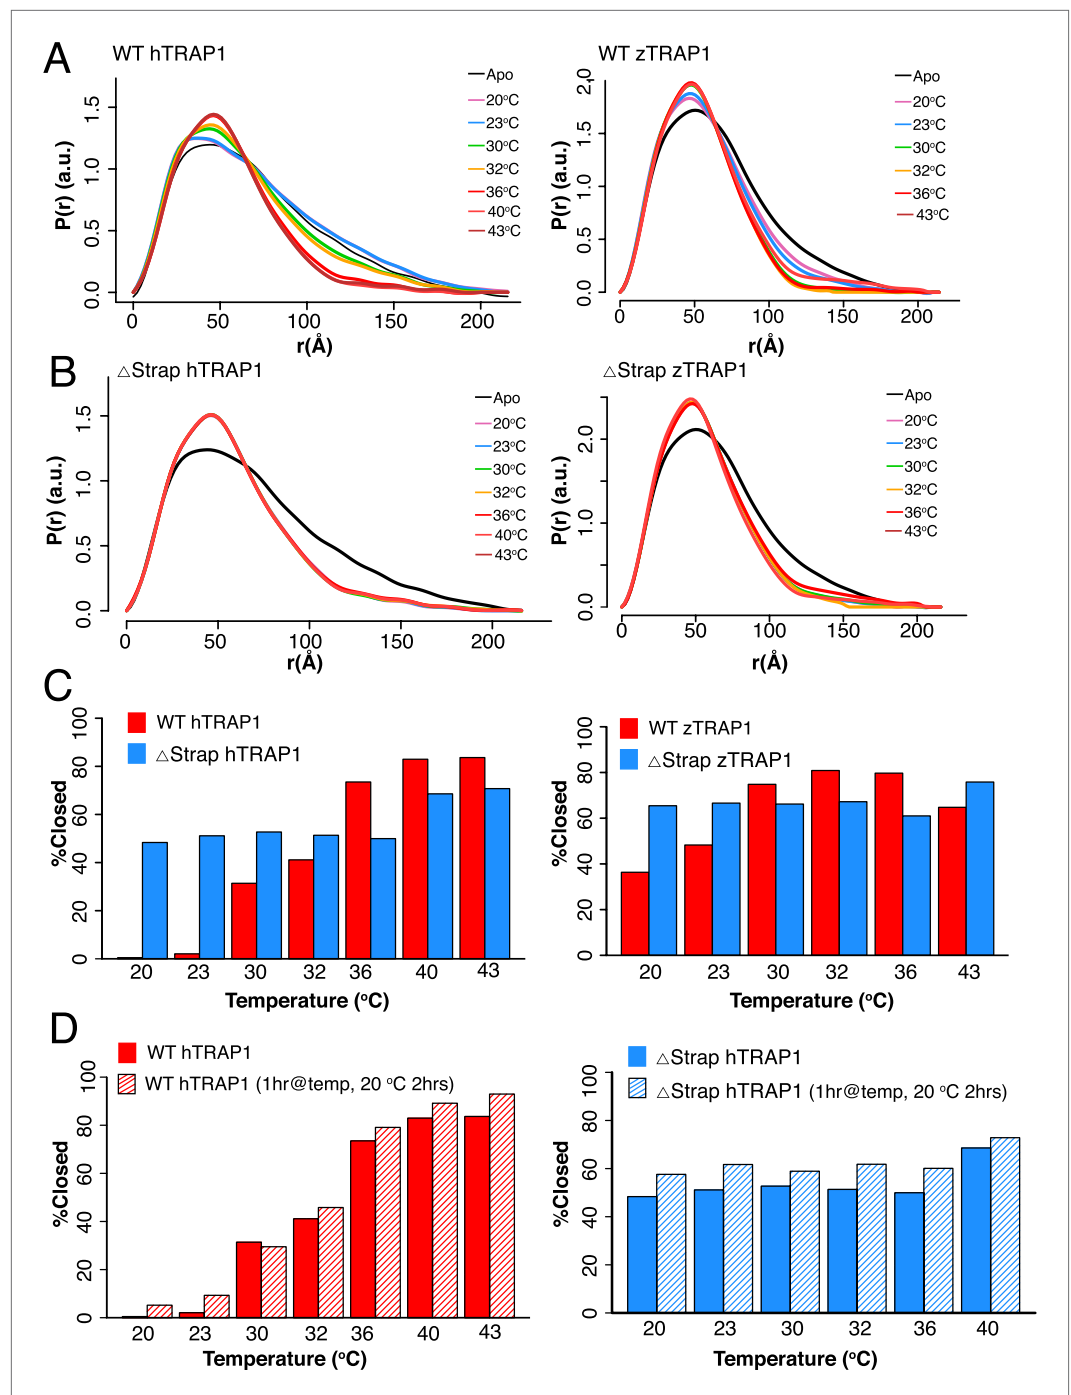 A
WT hTRAP1
P(r) (a.u.)
0.0 0.5 1.0 1.5
0 50 100 150 200
r(Å)
Apo
20°C
23°C
30°C
32°C
36°C
40°C
43°C
WT zTRAP1
P(r) (a.u.)
0.0 0.5 1.0 1.5 2.0
0 50 100 150 200
r(Å)
Apo
20°C
23°C
30°C
32°C
36°C
43°C
B
△Strap hTRAP1
P(r) (a.u.)
0.0 0.5 1.0 1.5
0 50 100 150 200
r(Å)
Apo
20°C
23°C
30°C
32°C
36°C
40°C
43°C
△Strap zTRAP1
P(r) (a.u.)
0.0 1.0 2.0
0 50 100 150 200
r(Å)
Apo
20°C
23°C
30°C
32°C
36°C
43°C
C
WT hTRAP1
△Strap hTRAP1
%Closed
0 20 40 60 80 100
20 23 30 32 36 40 43
Temperature (°C)
WT zTRAP1
△Strap zTRAP1
%Closed
0 20 40 60 80 100
20 23 30 32 36 43
Temperature (°C)
D
WT hTRAP1
WT hTRAP1 (1hr@temp, 20 °C 2hrs)
%Closed
0 20 40 60 80 100
20 23 30 32 36 40 43
Temperature (°C)
△Strap hTRAP1
△Strap hTRAP1 (1hr@temp, 20 °C 2hrs)
%Closed
0 20 40 60 80 100
20 23 30 32 36 40
Temperature (°C)